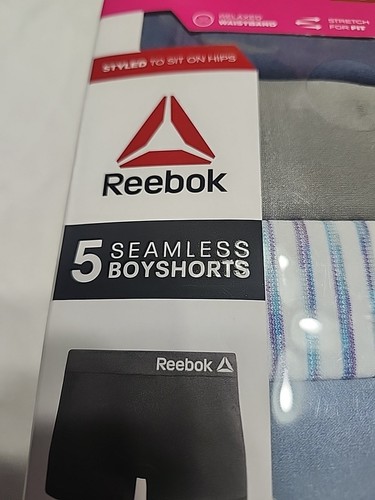 RELAXED
WAISTBAND
STRETCH
FOR FIT
STYLED TO SIT ON HIPS
Reebok
5 SEAMLESS
BOYSHORTS
Reebok